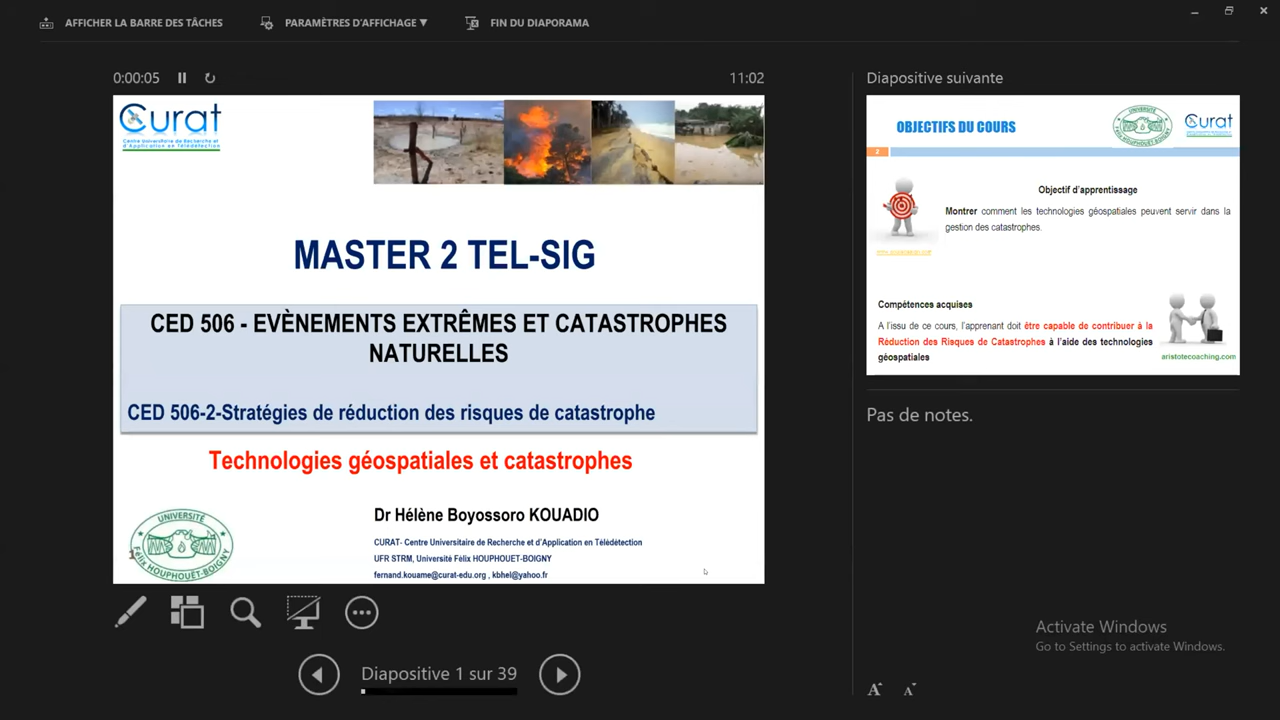 AFFICHER LA BARRE DES TÂCHES
PARAMÈTRES D'AFFICHAGE ▼
FIN DU DIAPORAMA
0:00:05
11:02
Curat
Centre Universitaire de Recherche et
d'Application en Télédétection
MASTER 2 TEL-SIG
CED 506 - EVÈNEMENTS EXTRÊMES ET CATASTROPHES
NATURELLES
CED 506-2-Stratégies de réduction des risques de catastrophe
Technologies géospatiales et catastrophes
Dr Hélène Boyossoro KOUADIO
CURAT- Centre Universitaire de Recherche et d'Application en Télédétection
UFR STRM, Université Félix HOUPHOUET-BOIGNY
fernand.kouame@curat-edu.org , kbhel@yahoo.fr
UNIVERSITÉ
Félix HOUPHOUET-BOIGNY
1
Diapositive 1 sur 39
Diapositive suivante
OBJECTIFS DU COURS
Curat
2
Objectif d'apprentissage
Montrer comment les technologies géospatiales peuvent servir dans la
gestion des catastrophes.
Compétences acquises
A l'issu de ce cours, l'apprenant doit être capable de contribuer à la
Réduction des Risques de Catastrophes à l'aide des technologies
géospatiales
aristotecoaching.com
Pas de notes.
Activate Windows
Go to Settings to activate Windows.
A A